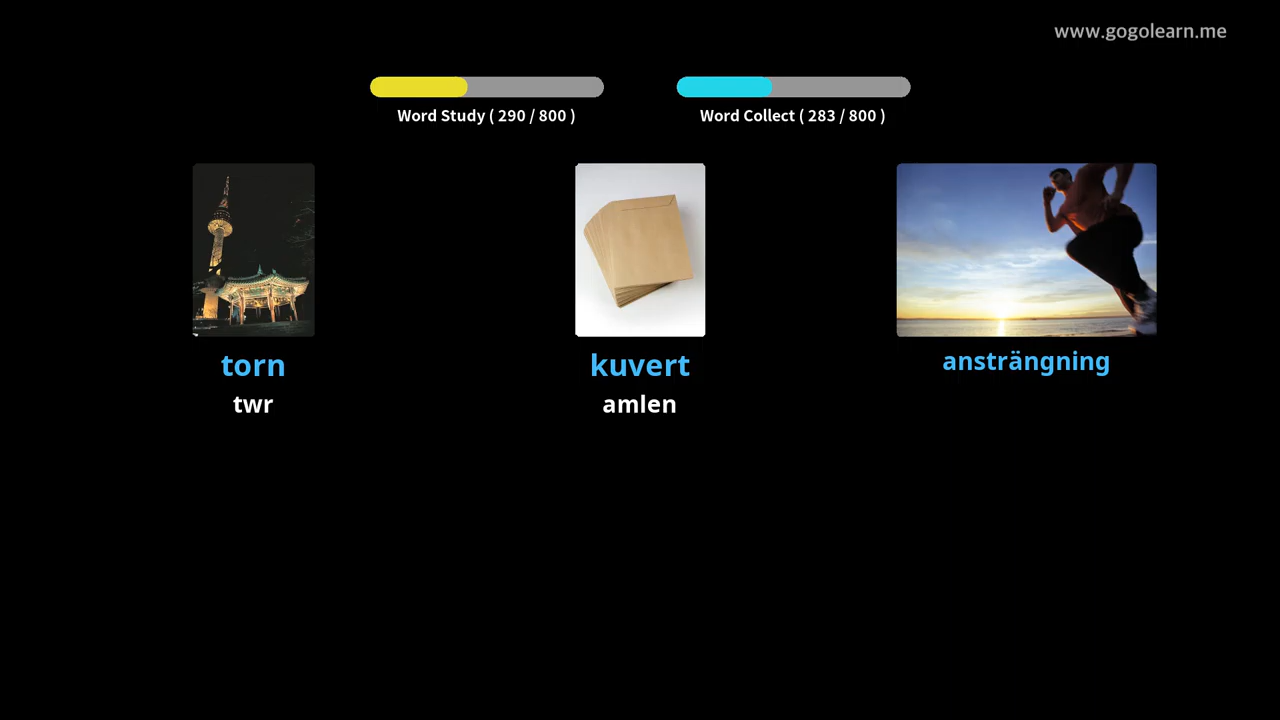 www.gogolearn.me
Word Study ( 290 / 800 )
Word Collect ( 283 / 800 )
torn
twr
kuvert
amlen
ansträngning